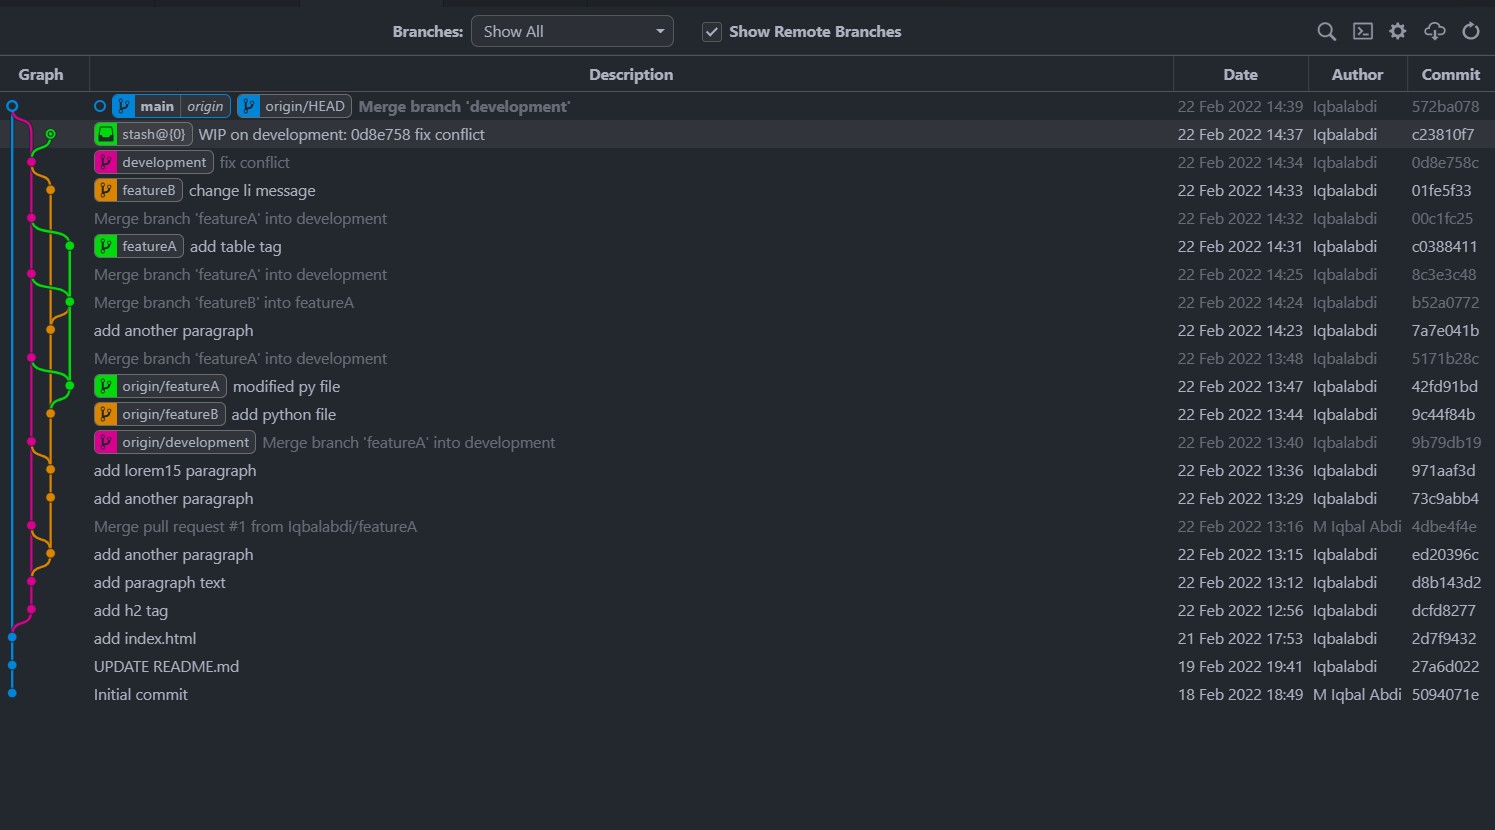 Branches: Show All Show Remote Branches
Graph Description Date Author Commit
main origin origin/HEAD Merge branch 'development' 22 Feb 2022 14:39 Iqbalabdi 572ba078
stash@{0} WIP on development: 0d8e758 fix conflict 22 Feb 2022 14:37 Iqbalabdi c23810f7
development fix conflict 22 Feb 2022 14:34 Iqbalabdi 0d8e758c
featureB change li message 22 Feb 2022 14:33 Iqbalabdi 01fe5f33
Merge branch 'featureA' into development 22 Feb 2022 14:32 Iqbalabdi 00c1fc25
featureA add table tag 22 Feb 2022 14:31 Iqbalabdi c0388411
Merge branch 'featureA' into development 22 Feb 2022 14:25 Iqbalabdi 8c3e3c48
Merge branch 'featureB' into featureA 22 Feb 2022 14:24 Iqbalabdi b52a0772
add another paragraph 22 Feb 2022 14:23 Iqbalabdi 7a7e041b
Merge branch 'featureA' into development 22 Feb 2022 13:48 Iqbalabdi 5171b28c
origin/featureA modified py file 22 Feb 2022 13:47 Iqbalabdi 42fd91bd
origin/featureB add python file 22 Feb 2022 13:44 Iqbalabdi 9c44f84b
origin/development Merge branch 'featureA' into development 22 Feb 2022 13:40 Iqbalabdi 9b79db19
add lorem15 paragraph 22 Feb 2022 13:36 Iqbalabdi 971aaf3d
add another paragraph 22 Feb 2022 13:29 Iqbalabdi 73c9abb4
Merge pull request #1 from Iqbalabdi/featureA 22 Feb 2022 13:16 M Iqbal Abdi 4dbe4f4e
add another paragraph 22 Feb 2022 13:15 Iqbalabdi ed20396c
add paragraph text 22 Feb 2022 13:12 Iqbalabdi d8b143d2
add h2 tag 22 Feb 2022 12:56 Iqbalabdi dcfd8277
add index.html 21 Feb 2022 17:53 Iqbalabdi 2d7f9432
UPDATE README.md 19 Feb 2022 19:41 Iqbalabdi 27a6d022
Initial commit 18 Feb 2022 18:49 M Iqbal Abdi 5094071e